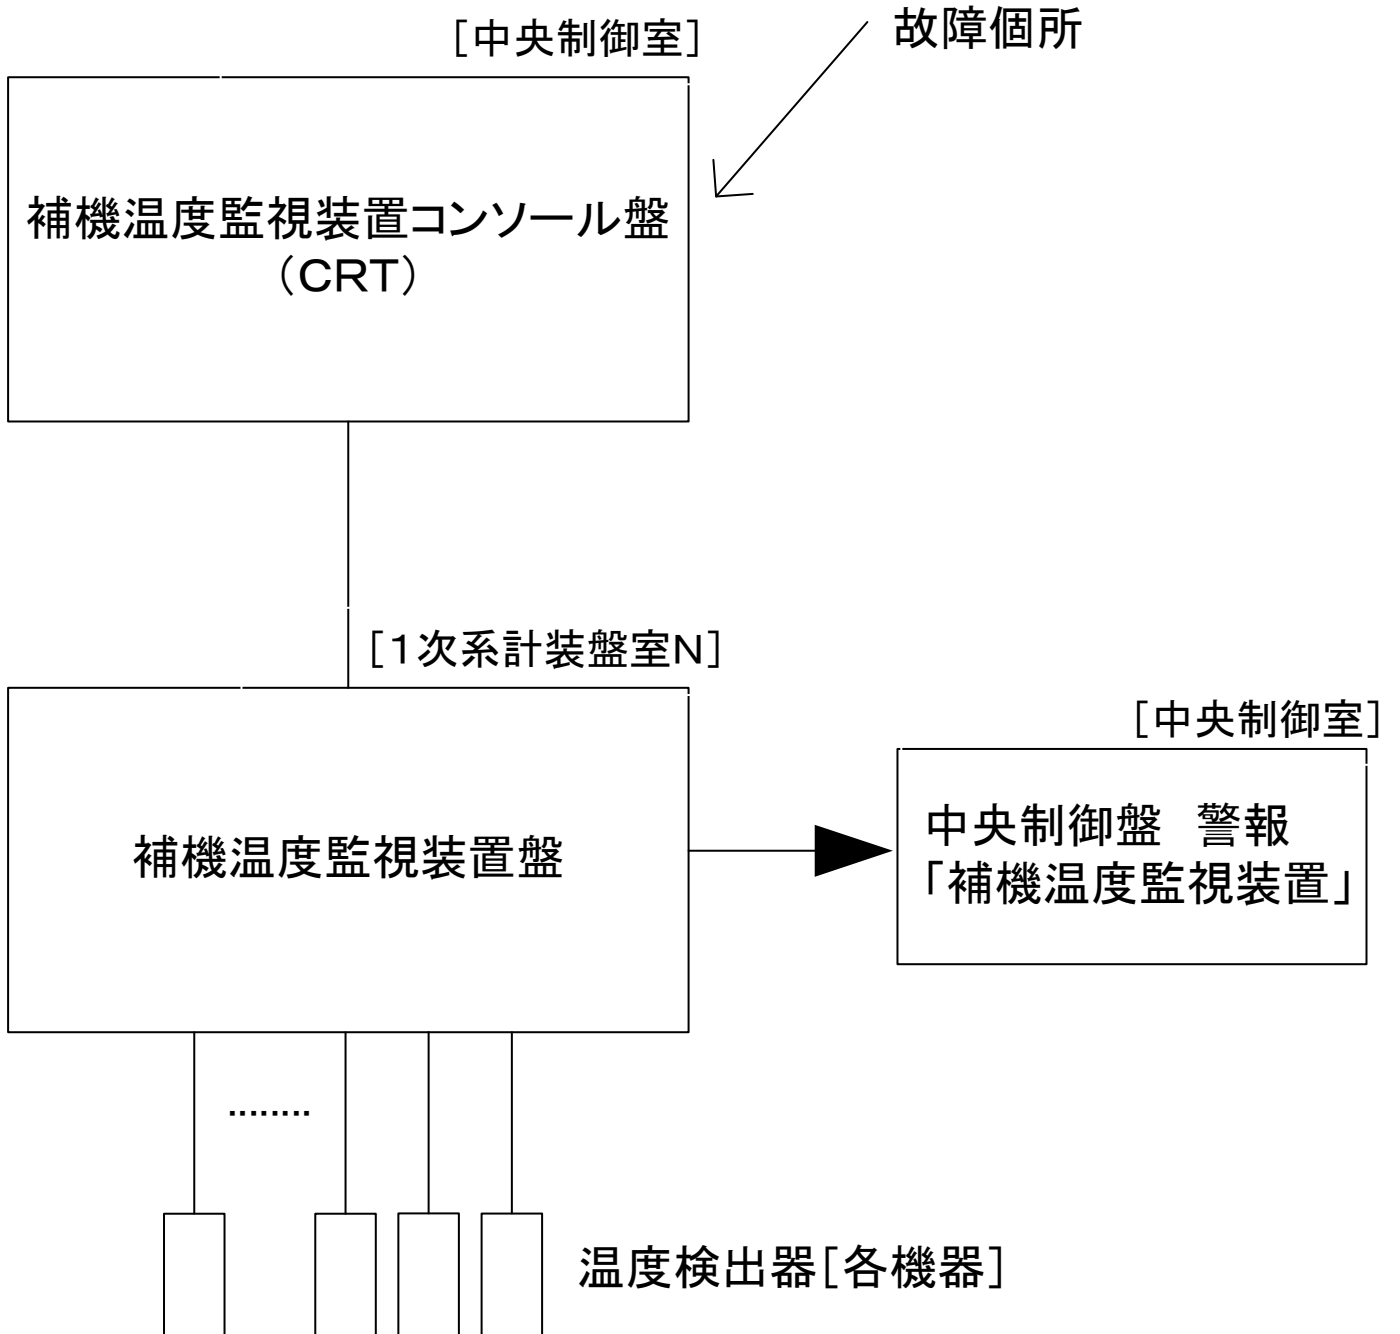 [中央制御室]
故障個所
補機温度監視装置コンソール盤
（CRT）
[１次系計装盤室N]
補機温度監視装置盤
[中央制御室]
中央制御盤　警報
「補機温度監視装置」
........
温度検出器[各機器]